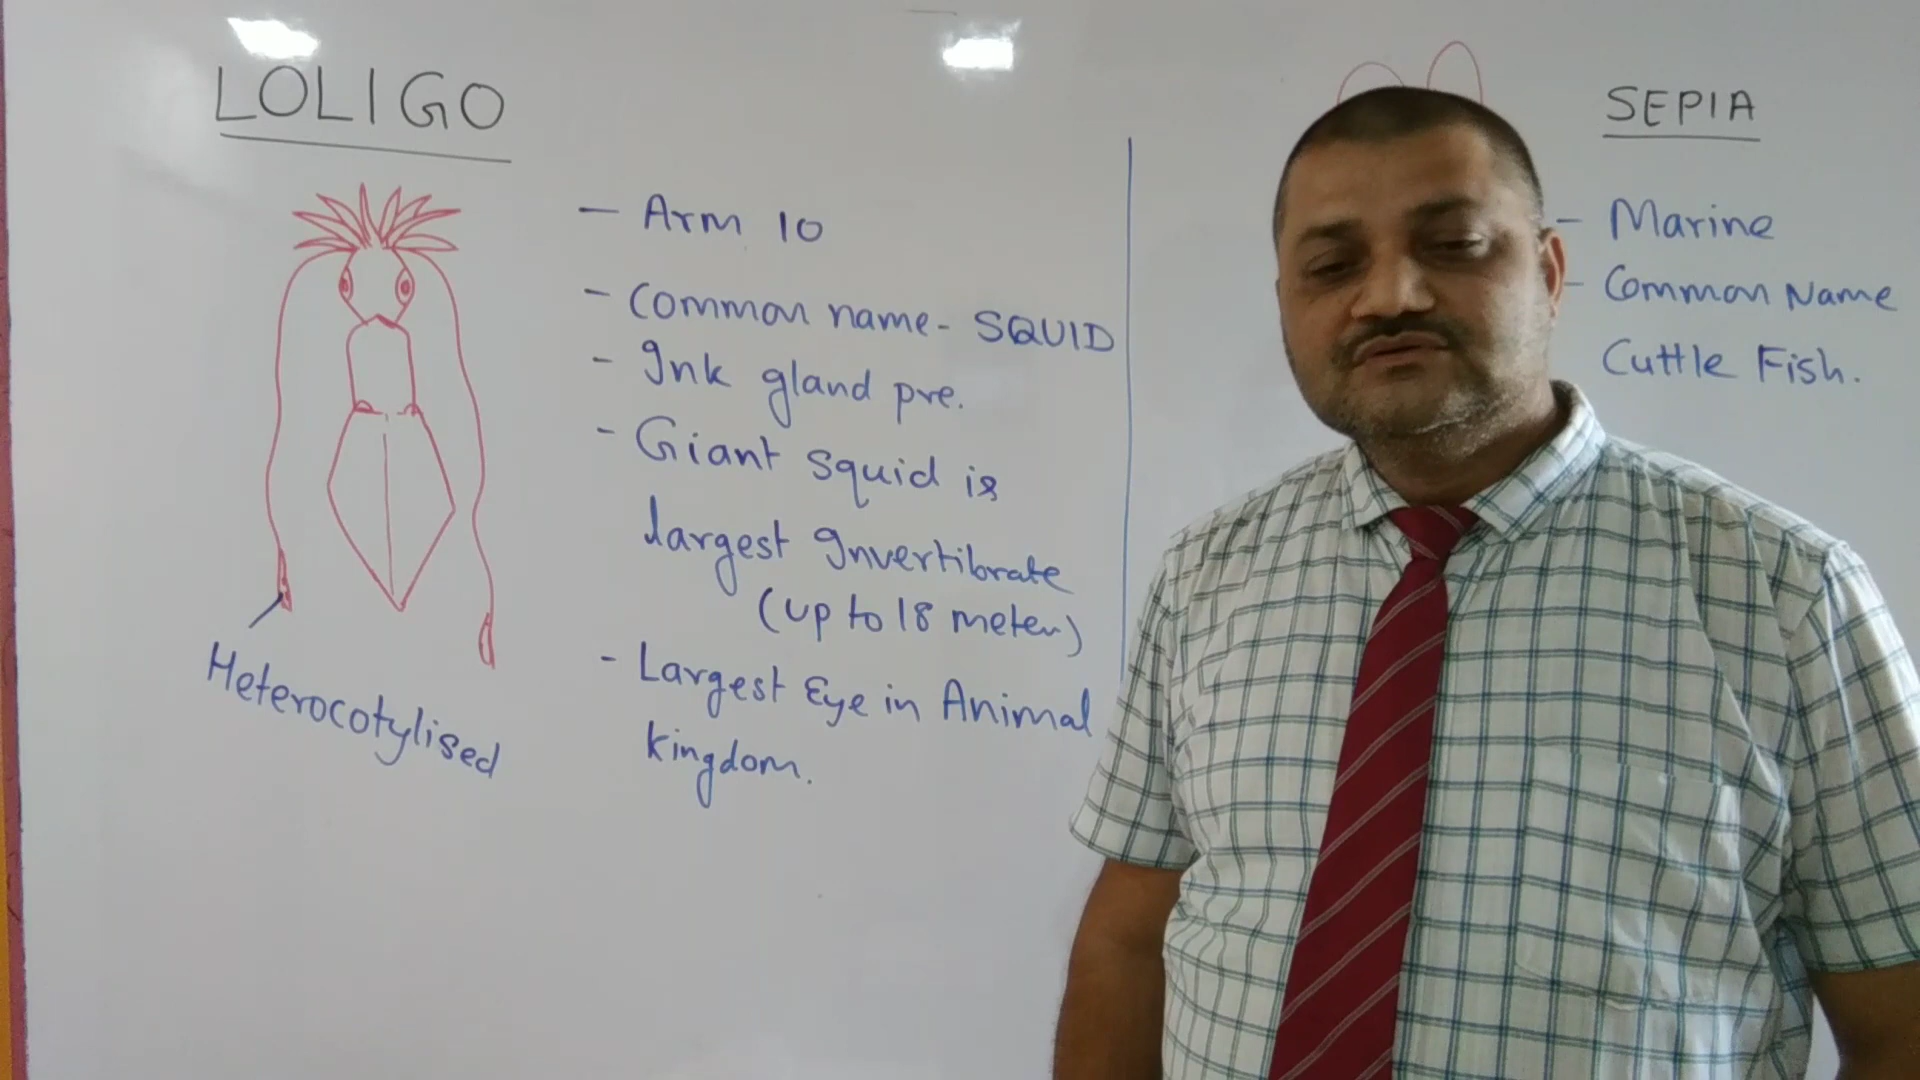 LOLIGO
- Arm 10
- Common name - SQUID
- Ink gland pre.
- Giant squid is
largest Invertibrate
(up to 18 meter)
- Largest Eye in Animal
kingdom.
Heterocotylised
SEPIA
- Marine
- Common Name
Cuttle Fish.